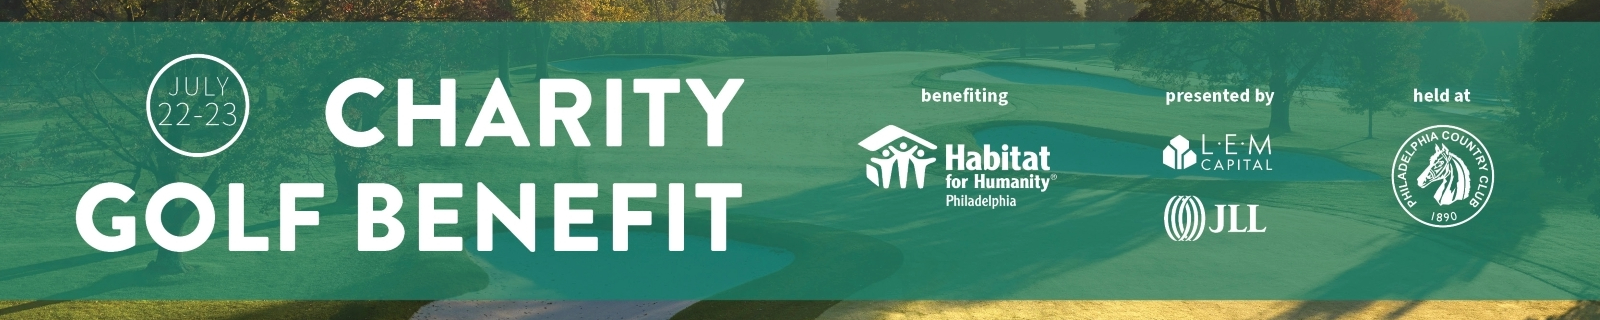 JULY
22-23
CHARITY
GOLF BENEFIT
benefiting
Habitat
for Humanity®
Philadelphia
presented by
L·E·M
CAPITAL
JLL
held at
PHILADELPHIA COUNTRY CLUB
1890